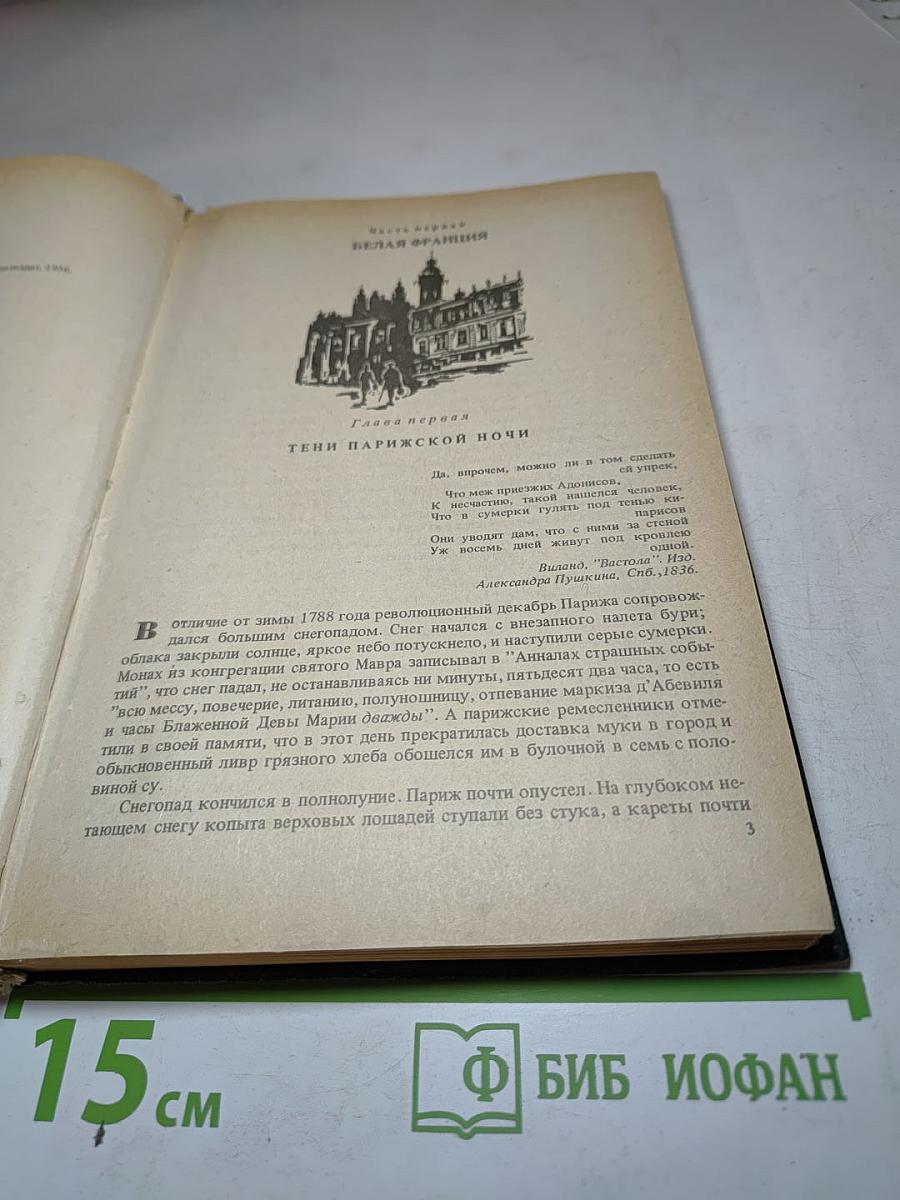 1956.
Часть первая
БЕЛАЯ ФРАНЦИЯ
Глава первая
ТЕНИ ПАРИЖСКОЙ НОЧИ
Да, впрочем, можно ли в том сделать
ей упрек,
Что меж приезжих Адонисов,
К несчастию, такой нашелся человек,
Что в сумерки гулять под тенью ки-
парисов
Они уводят дам, что с ними за стеной
Уж восемь дней живут под кровлею
одной.
Виланд, "Вастола". Изд.
Александра Пушкина, Спб.,1836.
В отличие от зимы 1788 года революционный декабрь Парижа сопровож-
дался большим снегопадом. Снег начался с внезапного налета бури;
облака закрыли солнце, яркое небо потускнело, и наступили серые сумерки.
Монах из конгрегации святого Мавра записывал в "Анналах страшных собы-
тий", что снег падал, не останавливаясь ни минуты, пятьдесят два часа, то есть
"всю мессу, повечерие, литанию, полуношницу, отпевание маркиза д'Абевиля
и часы Блаженной Девы Марии дважды". А парижские ремесленники отме-
тили в своей памяти, что в этот день прекратилась доставка муки в город и
обыкновенный ливр грязного хлеба обошелся им в булочной в семь с поло-
виной су.
Снегопад кончился в полнолуние. Париж почти опустел. На глубоком не-
тающем снегу копыта верховых лошадей ступали без стука, а кареты почти
3
15 см
Ф БИБ ИОФАН